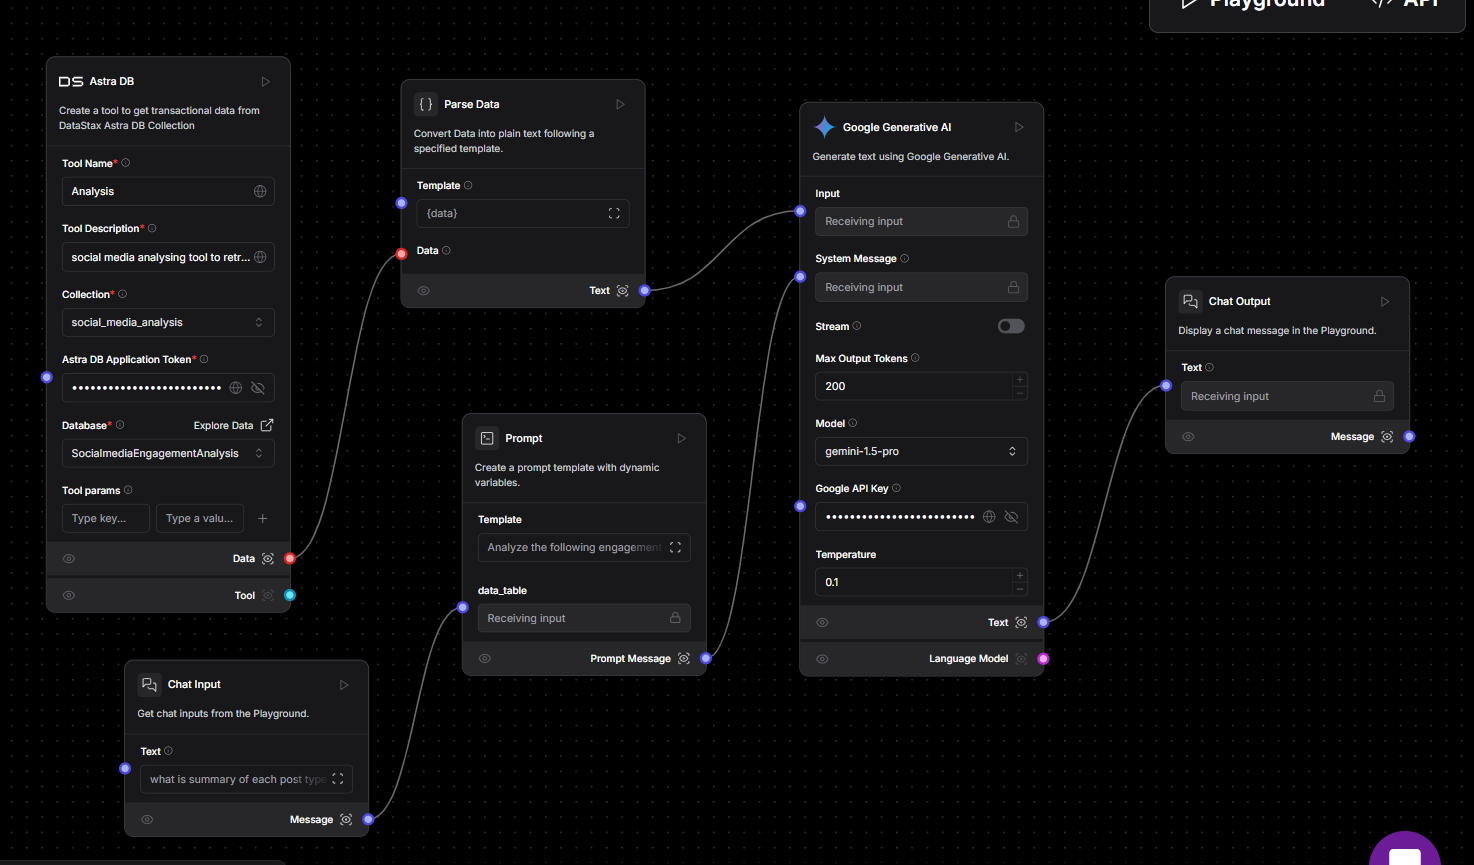 Playground
API
DS Astra DB
Create a tool to get transactional data from
DataStax Astra DB Collection
Tool Name*
Analysis
Tool Description*
social media analysing tool to retr...
Collection*
social_media_analysis
Astra DB Application Token*
•••••••••••••••••••••••••
Database*
Explore Data
SocialmediaEngagementAnalysis
Tool params
Type key...
Type a valu...
Data
Tool
Chat Input
Get chat inputs from the Playground.
Text
what is summary of each post type
Message
{} Parse Data
Convert Data into plain text following a
specified template.
Template
{data}
Data
Text
Prompt
Create a prompt template with dynamic
variables.
Template
Analyze the following engagement
data_table
Receiving input
Prompt Message
Google Generative AI
Generate text using Google Generative AI.
Input
Receiving input
System Message
Receiving input
Stream
Max Output Tokens
200
Model
gemini-1.5-pro
Google API Key
•••••••••••••••••••••••••
Temperature
0.1
Text
Language Model
Chat Output
Display a chat message in the Playground.
Text
Receiving input
Message